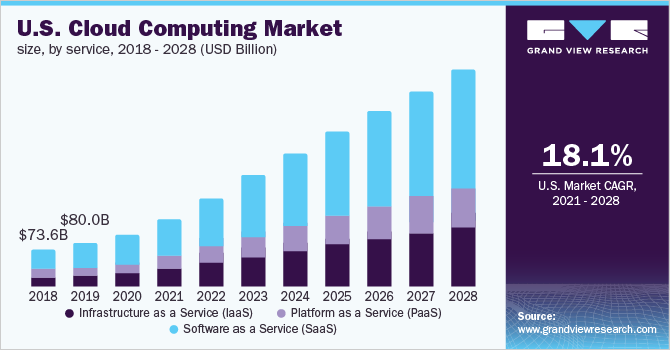 U.S. Cloud Computing Market
size, by service, 2018 - 2028 (USD Billion)
GRAND VIEW RESEARCH
18.1%
U.S. Market CAGR,
2021 - 2028
$73.6B
$80.0B
2018 2019 2020 2021 2022 2023 2024 2025 2026 2027 2028
Infrastructure as a Service (IaaS) Platform as a Service (PaaS)
Software as a Service (SaaS)
Source:
www.grandviewresearch.com